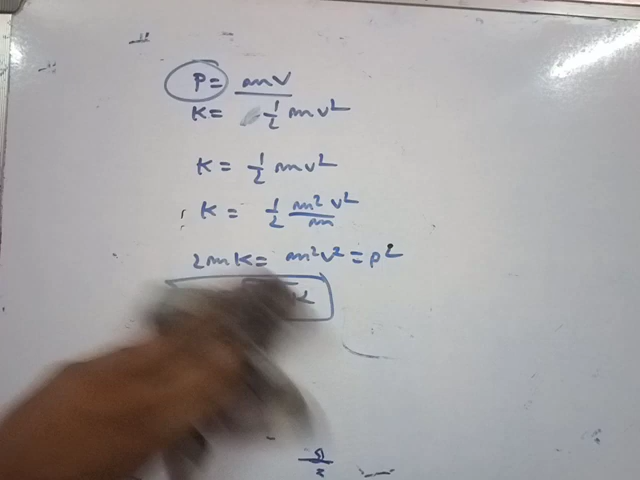 P = mv
K = 1/2 mv²
K = 1/2 mv²
K = 1/2 m²v²/m
2mK = m²v² = p²
K